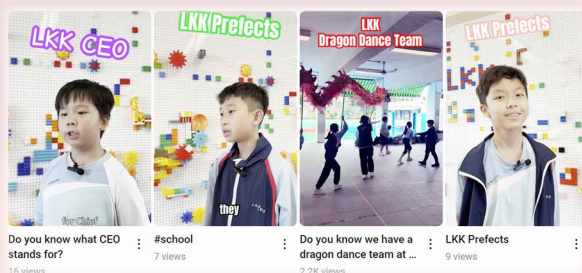 LKK CEO
for Chief
Do you know what CEO
stands for?
16 views
LKK Prefects
they
#school
7 views
LKK
Dragon Dance Team
Do you know we have a
dragon dance team at ...
2.2K views
LKK Prefects
LKK
LKK Prefects
9 views